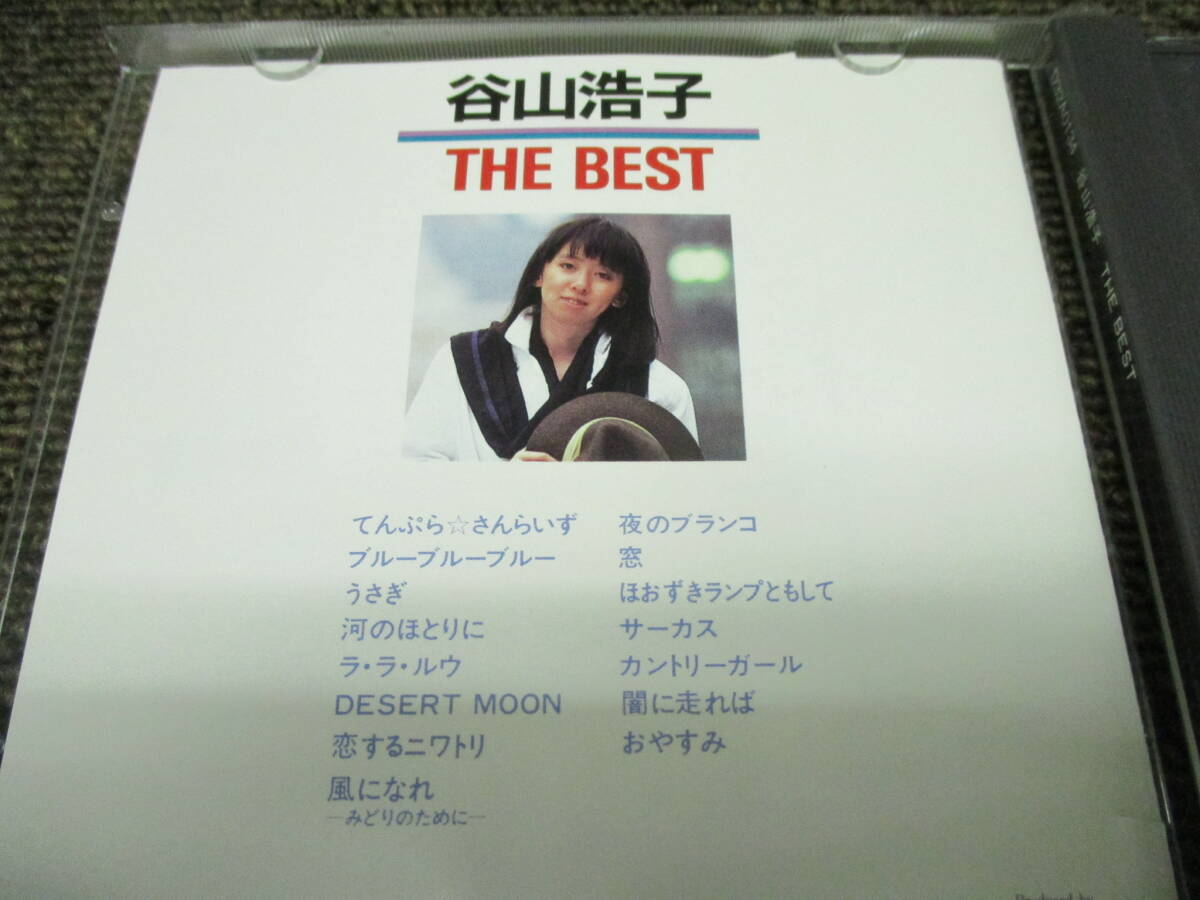 谷山浩子
THE BEST
てんぷら☆さんらいず
ブルーブルーブルー
うさぎ
河のほとりに
ラ・ラ・ルウ
DESERT MOON
恋するニワトリ
風になれ
—みどりのために—
夜のブランコ
窓
ほおずきランプともして
サーカス
カントリーガール
闇に走れば
おやすみ
谷山浩子 THE BEST